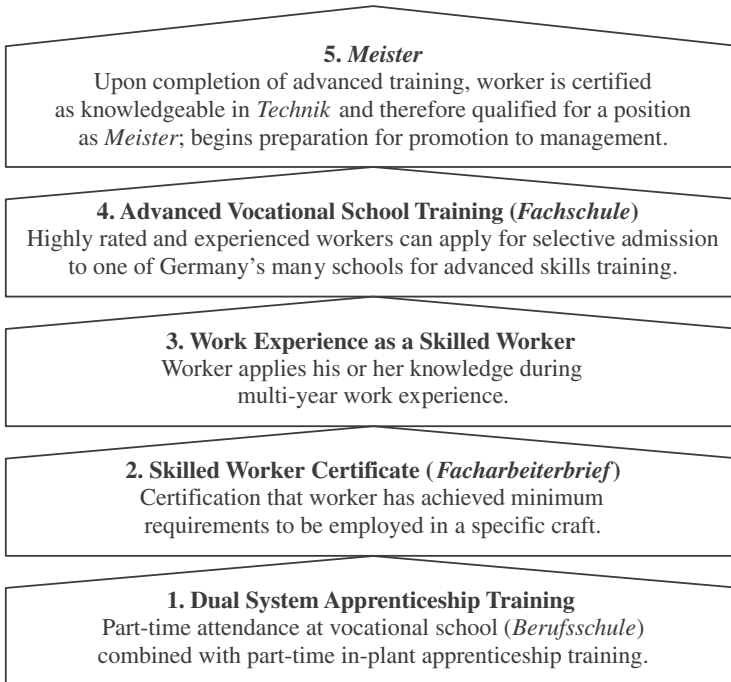 5. Meister
Upon completion of advanced training, worker is certified
as knowledgeable in Technik and therefore qualified for a position
as Meister; begins preparation for promotion to management.
4. Advanced Vocational School Training (Fachschule)
Highly rated and experienced workers can apply for selective admission
to one of Germany’s many schools for advanced skills training.
3. Work Experience as a Skilled Worker
Worker applies his or her knowledge during
multi-year work experience.
2. Skilled Worker Certificate (Facharbeiterbrief)
Certification that worker has achieved minimum
requirements to be employed in a specific craft.
1. Dual System Apprenticeship Training
Part-time attendance at vocational school (Berufsschule)
combined with part-time in-plant apprenticeship training.